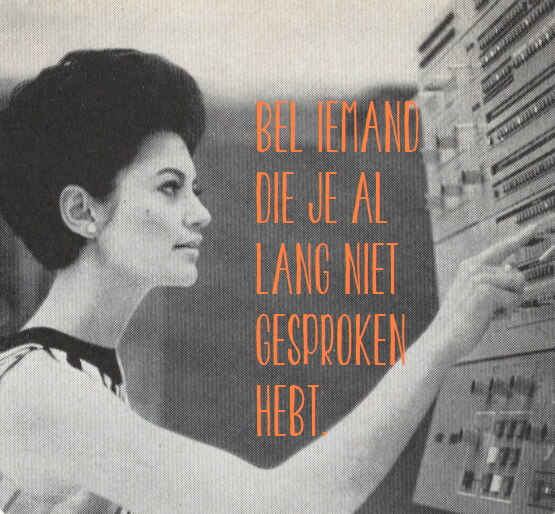 BEL IEMAND
DIE JE AL
LANG NIET
GESPROKEN
HEBT.